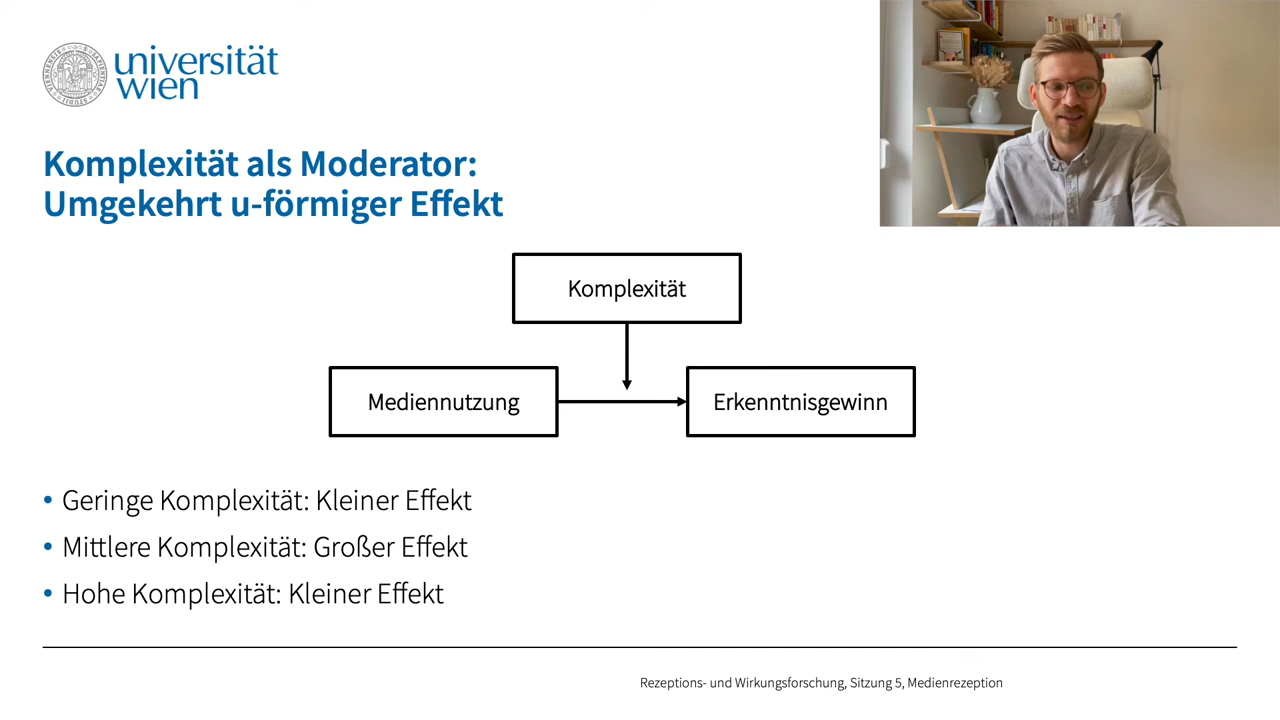 universität
wien
Komplexität als Moderator:
Umgekehrt u-förmiger Effekt
Komplexität
Mediennutzung
Erkenntnisgewinn
• Geringe Komplexität: Kleiner Effekt
• Mittlere Komplexität: Großer Effekt
• Hohe Komplexität: Kleiner Effekt
Rezeptions- und Wirkungsforschung, Sitzung 5, Medienrezeption